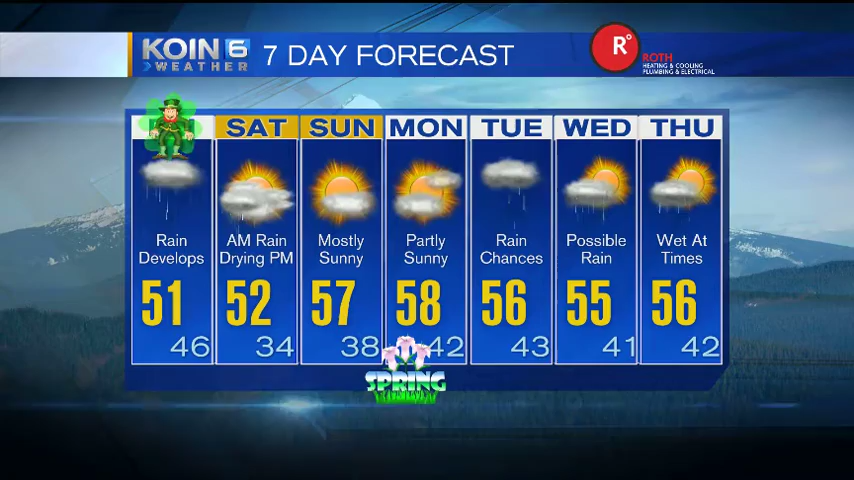 KOIN 6
WEATHER
7 DAY FORECAST
R°
ROTH
HEATING & COOLING
PLUMBING & ELECTRICAL
SAT SUN MON TUE WED THU
Rain
Develops
51
46
AM Rain
Drying PM
52
34
Mostly
Sunny
57
38
Partly
Sunny
58
42
Rain
Chances
56
43
Possible
Rain
55
41
Wet At
Times
56
42
SPRING